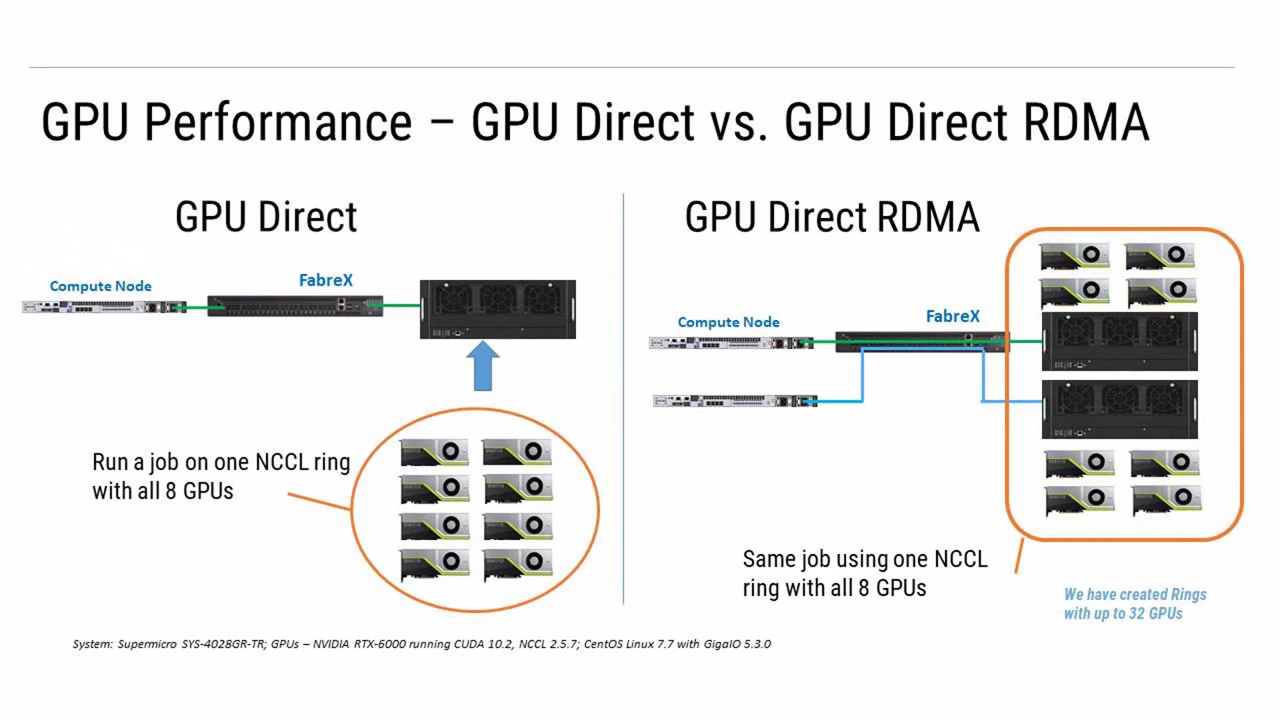 GPU Performance – GPU Direct vs. GPU Direct RDMA
GPU Direct
Compute Node
FabreX
Run a job on one NCCL ring
with all 8 GPUs
GPU Direct RDMA
Compute Node
FabreX
Same job using one NCCL
ring with all 8 GPUs
We have created Rings
with up to 32 GPUs
System: Supermicro SYS-4028GR-TR; GPUs – NVIDIA RTX-6000 running CUDA 10.2, NCCL 2.5.7; CentOS Linux 7.7 with GigaIO 5.3.0